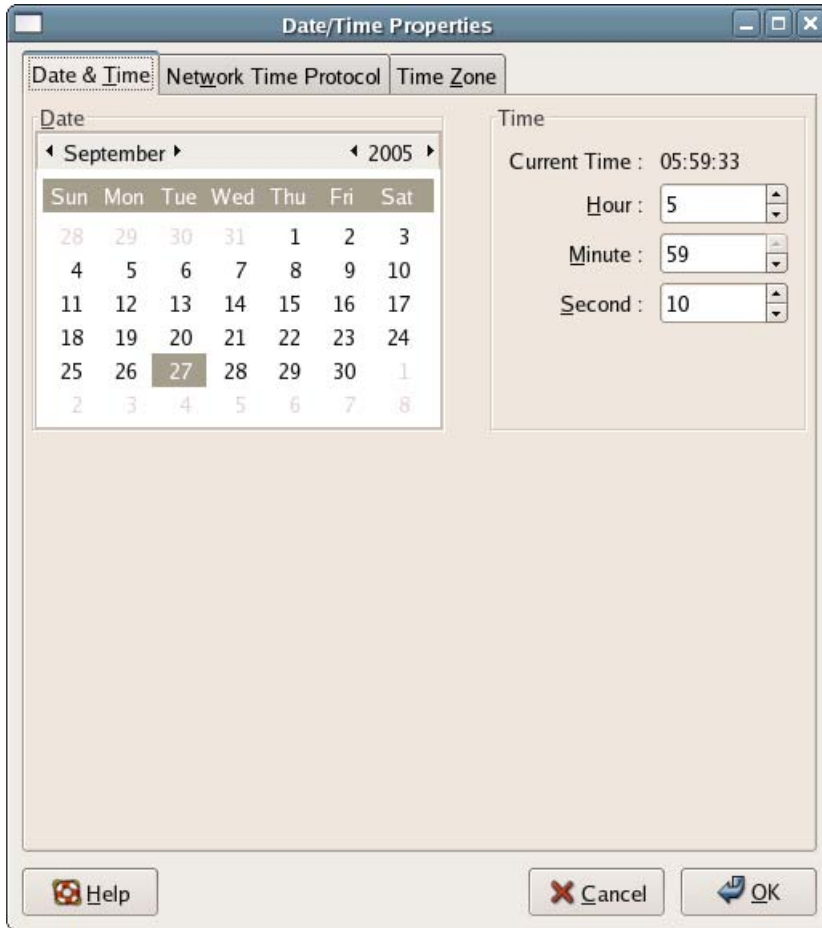 Date/Time Properties
Date & Time Network Time Protocol Time Zone
Date
September 2005
Sun Mon Tue Wed Thu Fri Sat
28 29 30 31 1 2 3
4 5 6 7 8 9 10
11 12 13 14 15 16 17
18 19 20 21 22 23 24
25 26 27 28 29 30 1
2 3 4 5 6 7 8
Time
Current Time : 05:59:33
Hour : 5
Minute : 59
Second : 10
Help Cancel OK